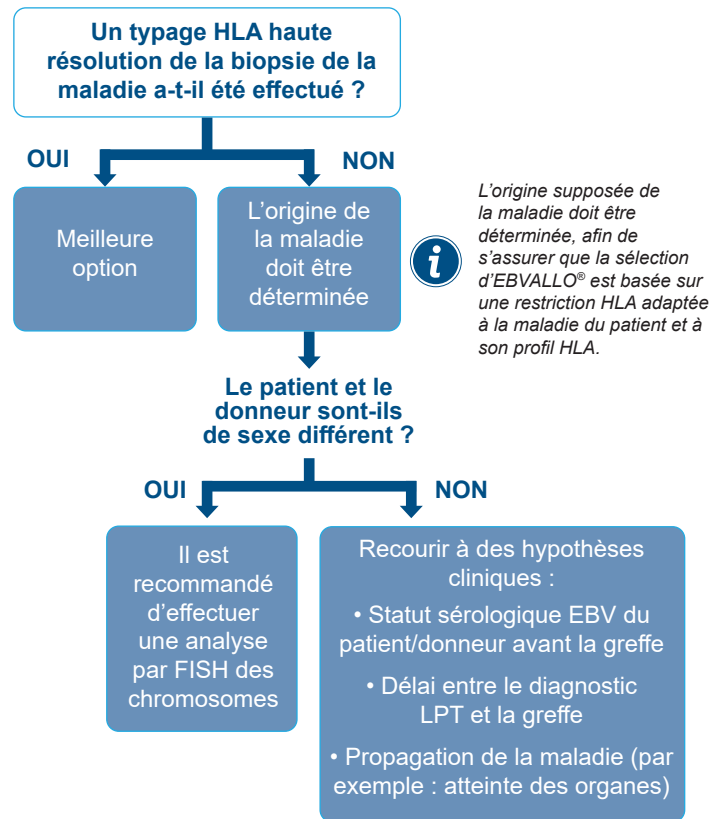 Un typage HLA haute
résolution de la biopsie de la
maladie a-t-il été effectué ?
OUI
NON
Meilleure
option
L'origine de
la maladie
doit être
déterminée
i
L'origine supposée de
la maladie doit être
déterminée, afin de
s'assurer que la sélection
d'EBVALLO® est basée sur
une restriction HLA adaptée
à la maladie du patient et à
son profil HLA.
Le patient et le
donneur sont-ils
de sexe différent ?
OUI
NON
Il est
recommandé
d'effectuer
une analyse
par FISH des
chromosomes
Recourir à des hypothèses
cliniques :
• Statut sérologique EBV du
patient/donneur avant la greffe
• Délai entre le diagnostic
LPT et la greffe
• Propagation de la maladie (par
exemple : atteinte des organes)